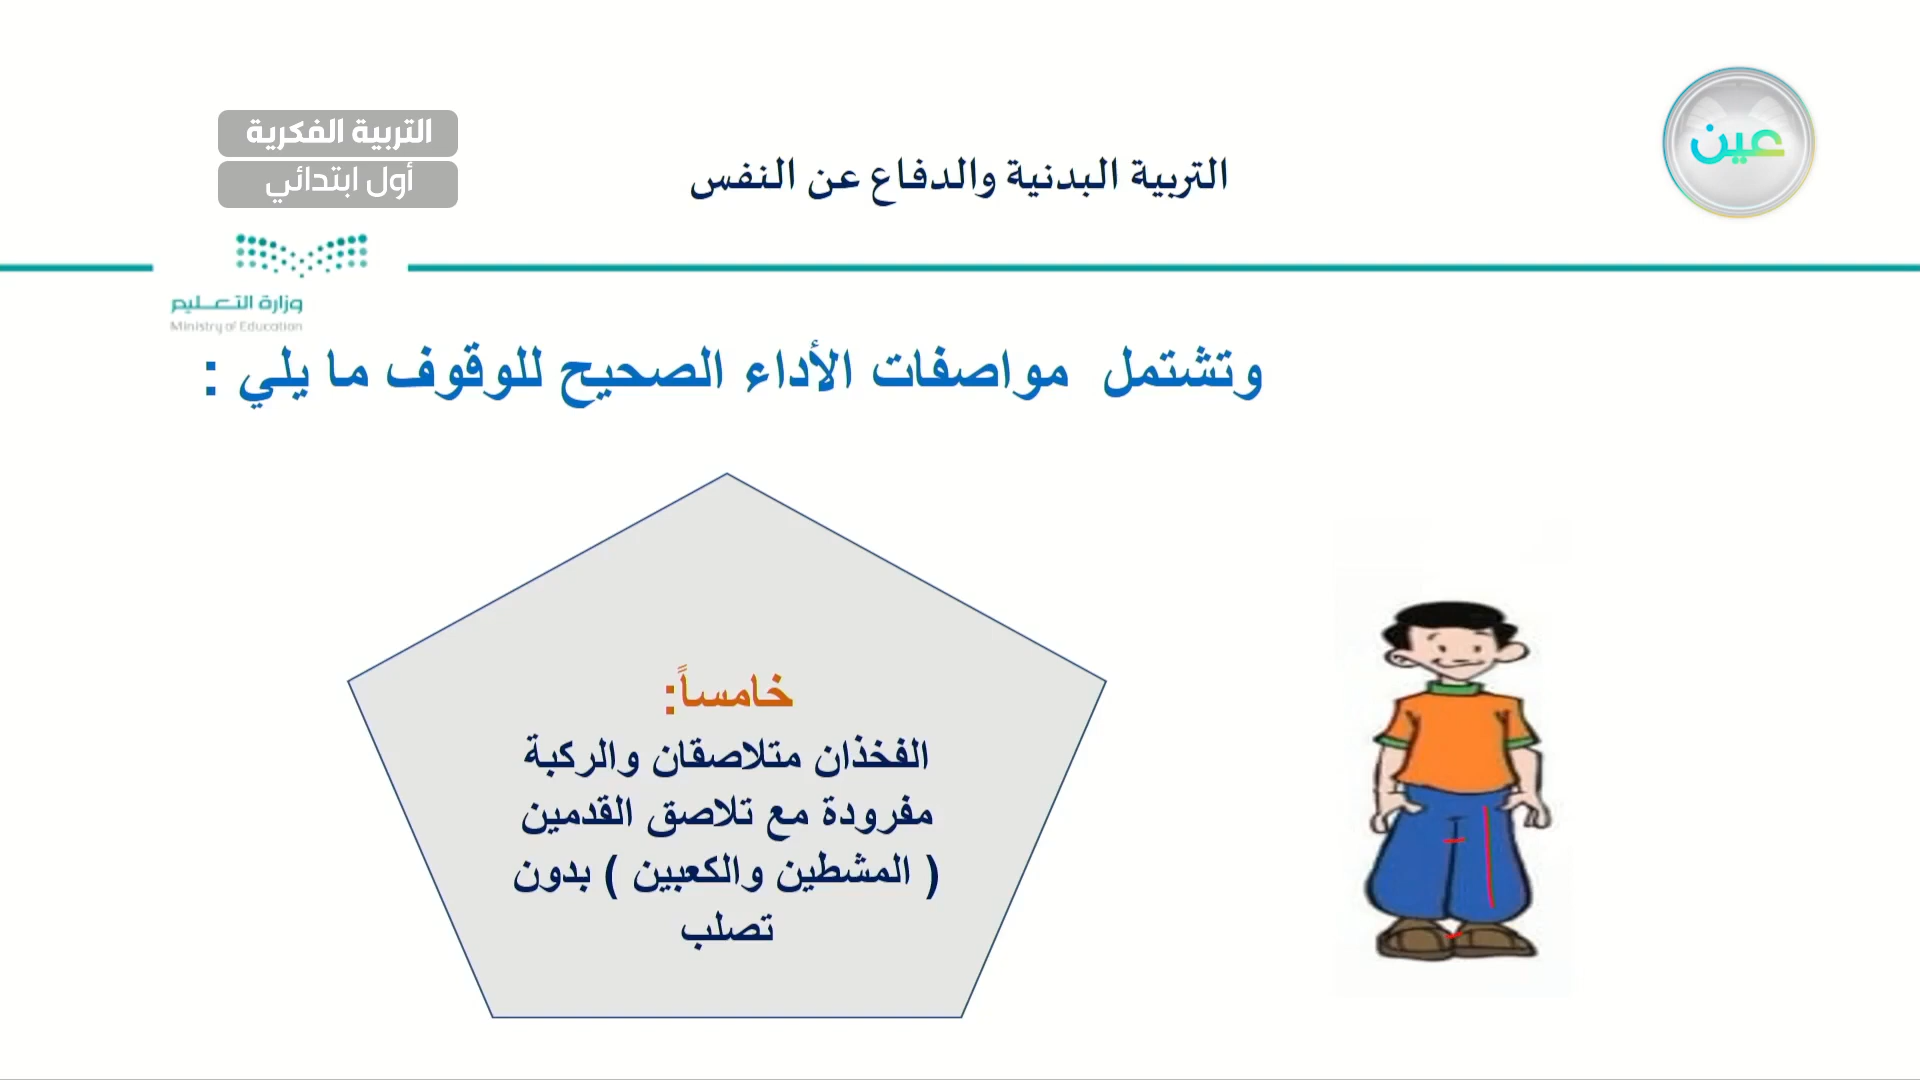 عين
التربية الفكرية
أول ابتدائي
التربية البدنية والدفاع عن النفس
وزارة التعليم
Ministry of Education
وتشتمل مواصفات الأداء الصحيح للوقوف ما يلي :
خامساً:
الفخذان متلاصقان والركبة
مفرودة مع تلاصق القدمين
( المشطين والكعبين ) بدون
تصلب